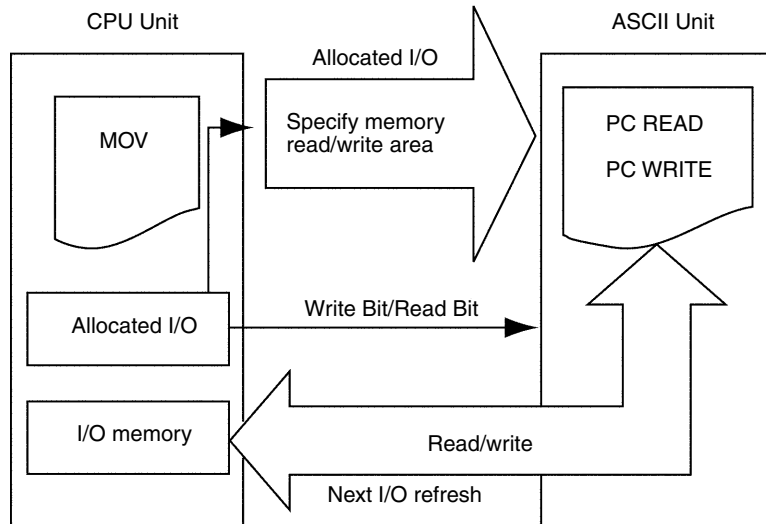 CPU Unit
ASCII Unit
Allocated I/O
MOV
Specify memory
read/write area
PC READ
PC WRITE
Write Bit/Read Bit
Allocated I/O
I/O memory
Read/write
Next I/O refresh